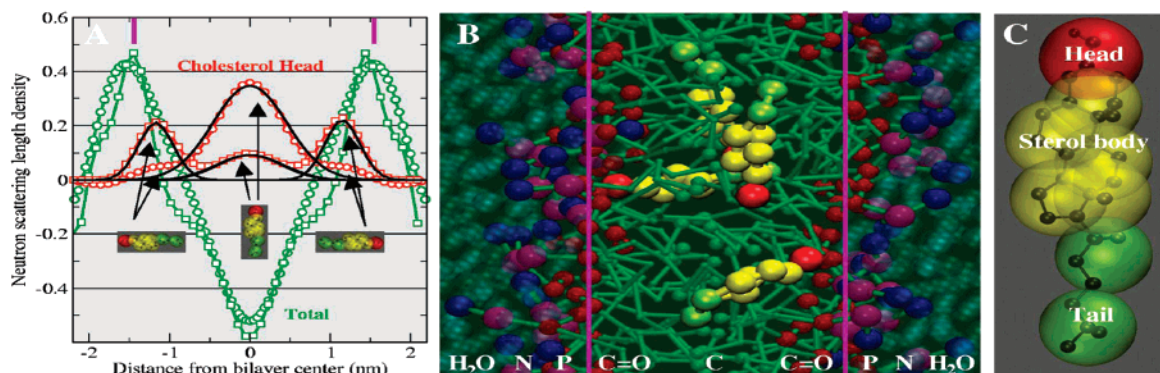 A
Cholesterol Head
Total
Neutron scattering length density
0.6
0.4
0.2
0
-0.2
-0.4
-2
-1
0
1
2
Distance from bilayer center (nm)
B
H₂O N P C=O C C=O P N H₂O
C
Head
Sterol body
Tail